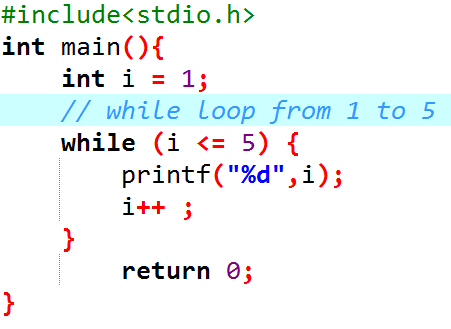 #include<stdio.h>
int main(){
    int i = 1;
    // while loop from 1 to 5
    while (i <= 5) {
        printf("%d",i);
        i++ ;
    }
        return 0;
}